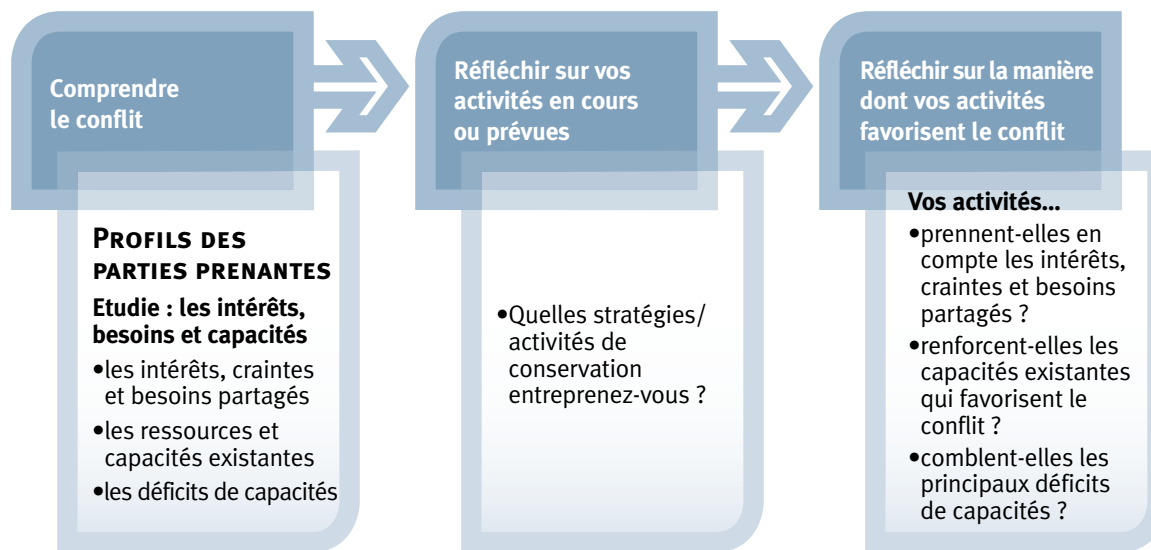 Comprendre
le conflit
PROFILS DES
PARTIES PRENANTES
Etudie : les intérêts,
besoins et capacités
•les intérêts, craintes
et besoins partagés
•les ressources et
capacités existantes
•les déficits de capacités
Réfléchir sur vos
activités en cours
ou prévues
•Quelles stratégies/
activités de
conservation
entreprenez-vous ?
Réfléchir sur la manière
dont vos activités
favorisent le conflit
Vos activités...
•prennent-elles en
compte les intérêts,
craintes et besoins
partagés ?
•renforcent-elles les
capacités existantes
qui favorisent le
conflit ?
•comblent-elles les
principaux déficits
de capacités ?